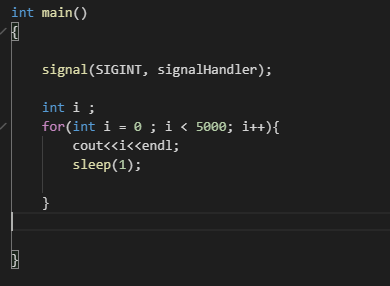 int main()
{
signal(SIGINT, signalHandler);
int i ;
for(int i = 0 ; i < 5000; i++){
cout<<i<<endl;
sleep(1);
}
}